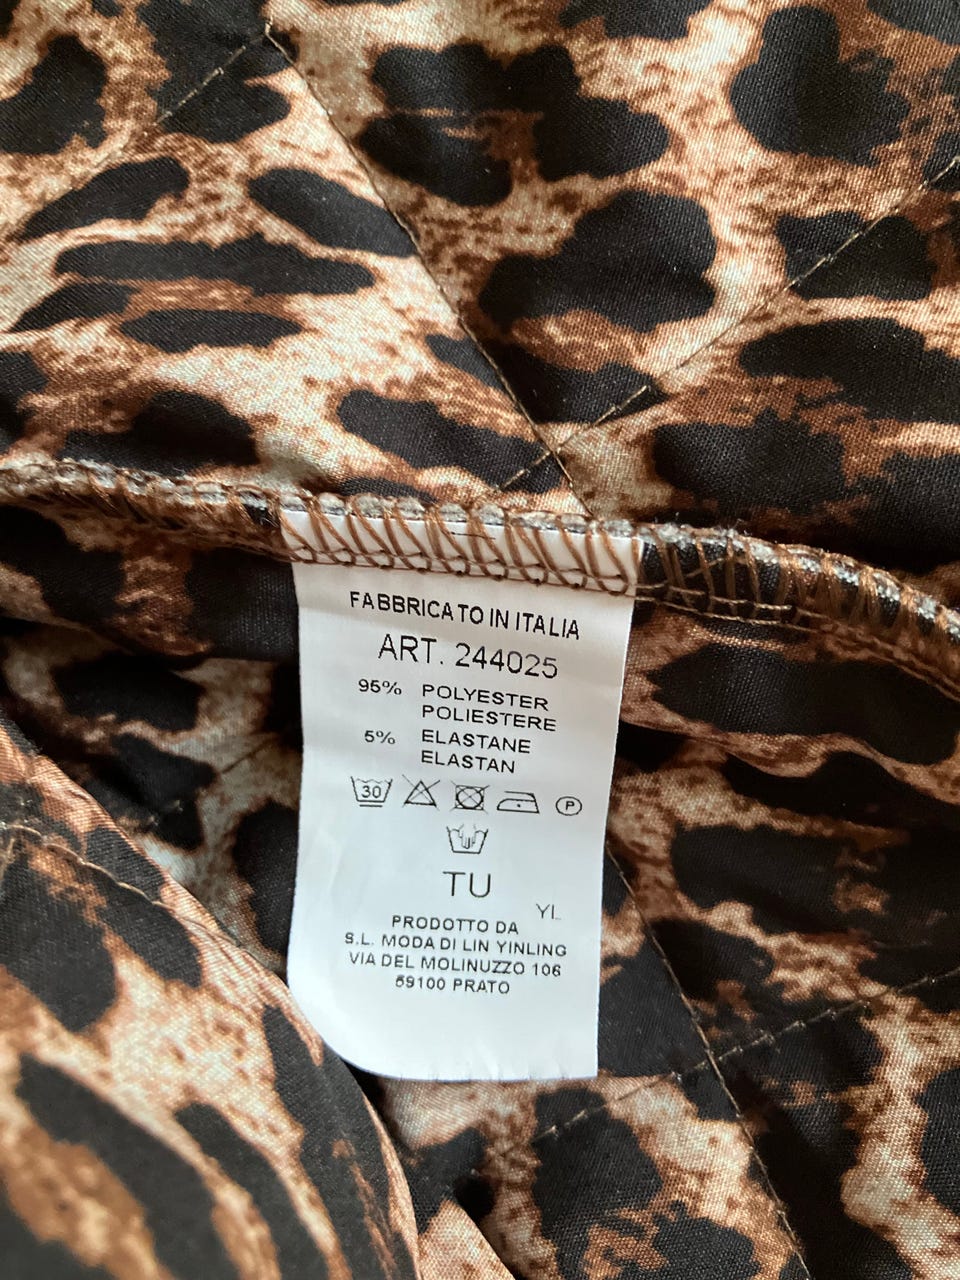 FABBRICATO IN ITALIA
ART. 244025
95% POLYESTER
POLIESTERE
5% ELASTANE
ELASTAN
30
P
TU
YL
PRODOTTO DA
S.L. MODA DI LIN YINLING
VIA DEL MOLINUZZO 106
59100 PRATO